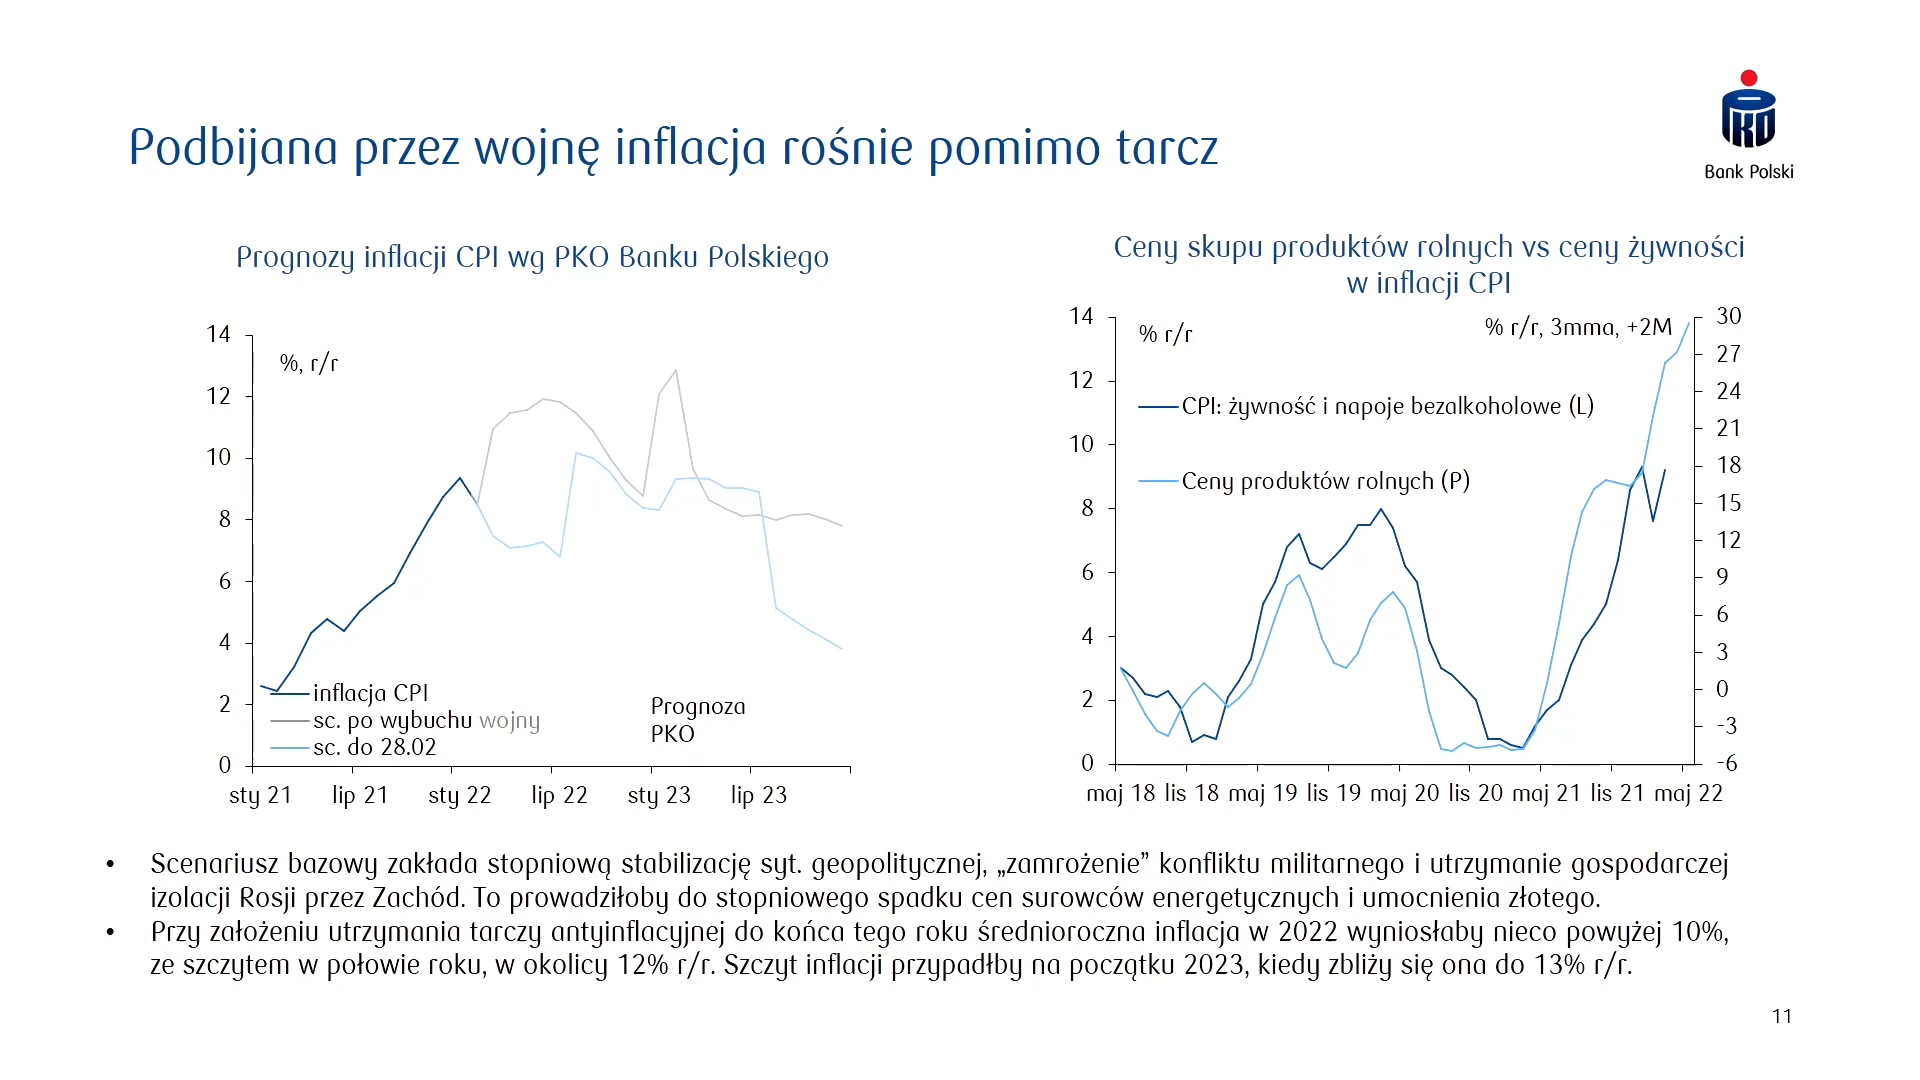 Podbijana przez wojnę inflacja rośnie pomimo tarcz
PKO
Bank Polski
Prognozy inflacji CPI wg PKO Banku Polskiego
14
12
10
8
6
4
2
0
%, r/r
inflacja CPI
sc. po wybuchu wojny
sc. do 28.02
Prognoza
PKO
sty 21 lip 21 sty 22 lip 22 sty 23 lip 23
Ceny skupu produktów rolnych vs ceny żywności
w inflacji CPI
14
12
10
8
6
4
2
0
% r/r
% r/r, 3mma, +2M
CPI: żywność i napoje bezalkoholowe (L)
Ceny produktów rolnych (P)
30
27
24
21
18
15
12
9
6
3
0
-3
-6
maj 18 lis 18 maj 19 lis 19 maj 20 lis 20 maj 21 lis 21 maj 22
• Scenariusz bazowy zakłada stopniową stabilizację syt. geopolitycznej, „zamrożenie” konfliktu militarnego i utrzymanie gospodarczej
izolacji Rosji przez Zachód. To prowadziłoby do stopniowego spadku cen surowców energetycznych i umocnienia złotego.
• Przy założeniu utrzymania tarczy antyinflacyjnej do końca tego roku średnioroczna inflacja w 2022 wyniosłaby nieco powyżej 10%,
ze szczytem w połowie roku, w okolicy 12% r/r. Szczyt inflacji przypadłby na początku 2023, kiedy zbliży się ona do 13% r/r.
11